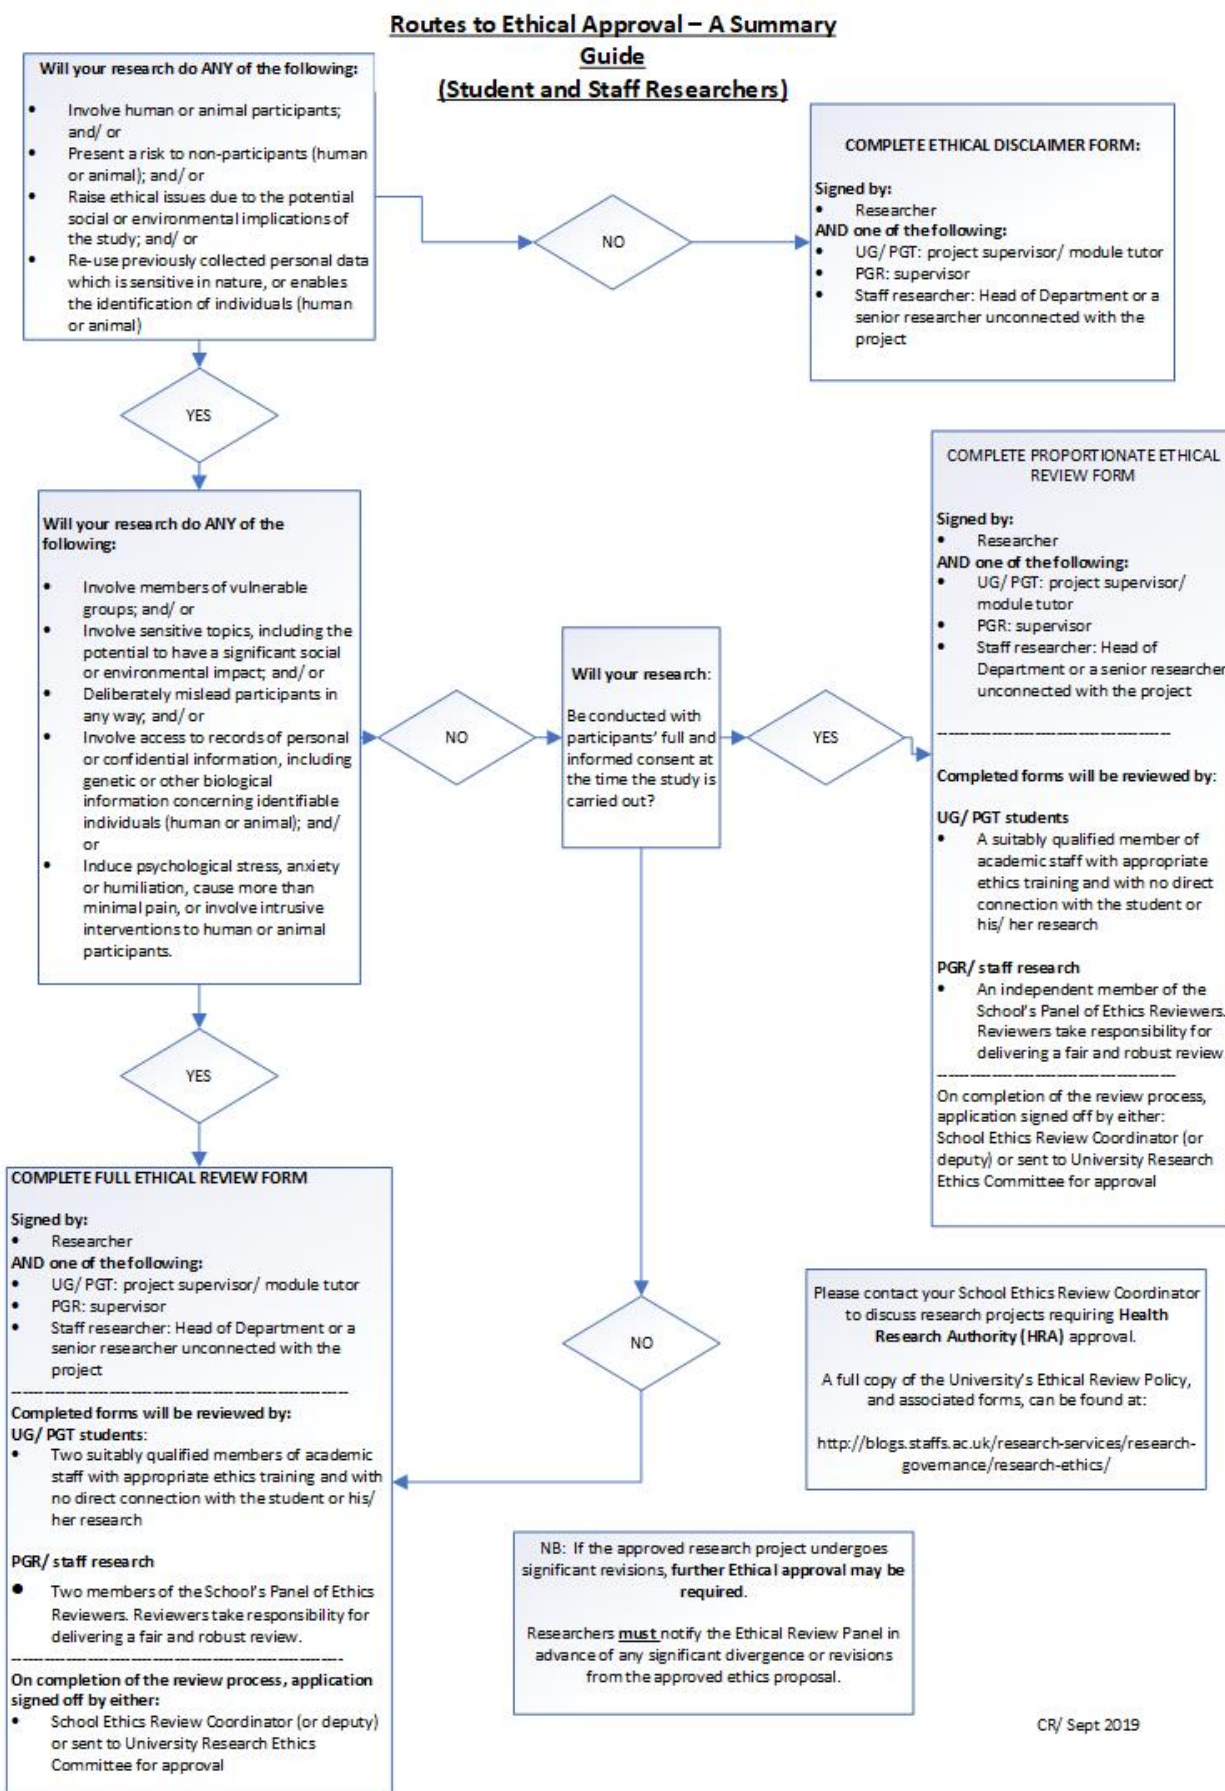 Routes to Ethical Approval – A Summary
Guide
(Student and Staff Researchers)
Will your research do ANY of the following:
• Involve human or animal participants;
and/ or
• Present a risk to non-participants (human
or animal); and/ or
• Raise ethical issues due to the potential
social or environmental implications of
the study; and/ or
• Re-use previously collected personal data
which is sensitive in nature, or enables
the identification of individuals (human
or animal)
NO
COMPLETE ETHICAL DISCLAIMER FORM:
Signed by:
• Researcher
AND one of the following:
• UG/ PGT: project supervisor/ module tutor
• PGR: supervisor
• Staff researcher: Head of Department or a
senior researcher unconnected with the
project
YES
Will your research do ANY of the
following:
• Involve members of vulnerable
groups; and/ or
• Involve sensitive topics, including the
potential to have a significant social
or environmental impact; and/ or
• Deliberately mislead participants in
any way; and/ or
• Involve access to records of personal
or confidential information, including
genetic or other biological
information concerning identifiable
individuals (human or animal); and/
or
• Induce psychological stress, anxiety
or humiliation, cause more than
minimal pain, or involve intrusive
interventions to human or animal
participants.
NO
Will your research:
Be conducted with
participants' full and
informed consent at
the time the study is
carried out?
YES
COMPLETE PROPORTIONATE ETHICAL
REVIEW FORM
Signed by:
• Researcher
AND one of the following:
• UG/ PGT: project supervisor/
module tutor
• PGR: supervisor
• Staff researcher: Head of
Department or a senior researcher
unconnected with the project
Completed forms will be reviewed by:
UG/ PGT students
• A suitably qualified member of
academic staff with appropriate
ethics training and with no direct
connection with the student or
his/ her research
PGR/ staff research
• An independent member of the
School's Panel of Ethics Reviewers.
Reviewers take responsibility for
delivering a fair and robust review
On completion of the review process,
application signed off by either:
School Ethics Review Coordinator (or
deputy) or sent to University Research
Ethics Committee for approval
YES
COMPLETE FULL ETHICAL REVIEW FORM
Signed by:
• Researcher
AND one of the following:
• UG/ PGT: project supervisor/ module tutor
• PGR: supervisor
• Staff researcher: Head of Department or a
senior researcher unconnected with the
project
Completed forms will be reviewed by:
UG/ PGT students:
• Two suitably qualified members of academic
staff with appropriate ethics training and with
no direct connection with the student or his/
her research
PGR/ staff research
• Two members of the School's Panel of Ethics
Reviewers. Reviewers take responsibility for
delivering a fair and robust review.
On completion of the review process, application
signed off by either:
• School Ethics Review Coordinator (or deputy)
or sent to University Research Ethics
Committee for approval
NO
Please contact your School Ethics Review Coordinator
to discuss research projects requiring Health
Research Authority (HRA) approval.
A full copy of the University's Ethical Review Policy,
and associated forms, can be found at:
http://blogs.staffs.ac.uk/research-services/research-
governance/research-ethics/
NB: If the approved research project undergoes
significant revisions, further Ethical approval may be
required.
Researchers must notify the Ethical Review Panel in
advance of any significant divergence or revisions
from the approved ethics proposal.
CR/ Sept 2019